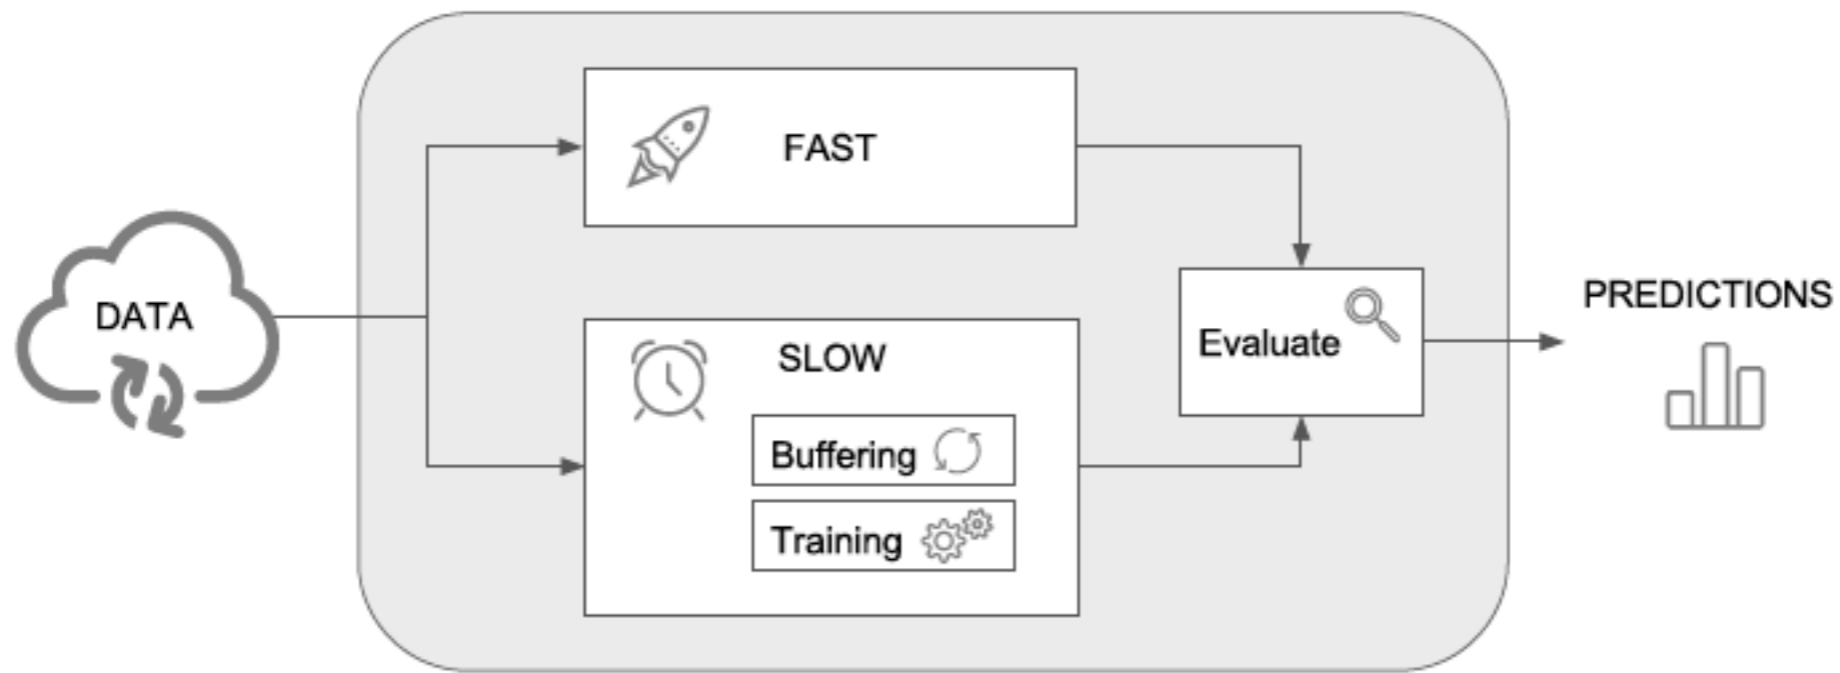 DATA
FAST
SLOW
Buffering
Training
Evaluate
PREDICTIONS